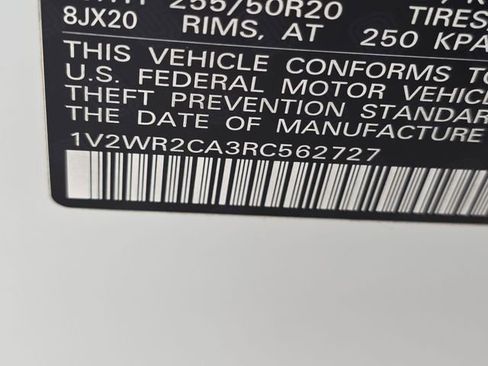 255/50R20
8JX20 RIMS, AT 250 KPA
TIRES
THIS VEHICLE CONFORMS TO
U.S. FEDERAL MOTOR VEHICLE
THEFT PREVENTION STANDAR
THE DATE OF MANUFACTURE
1V2WR2CA3RC562727